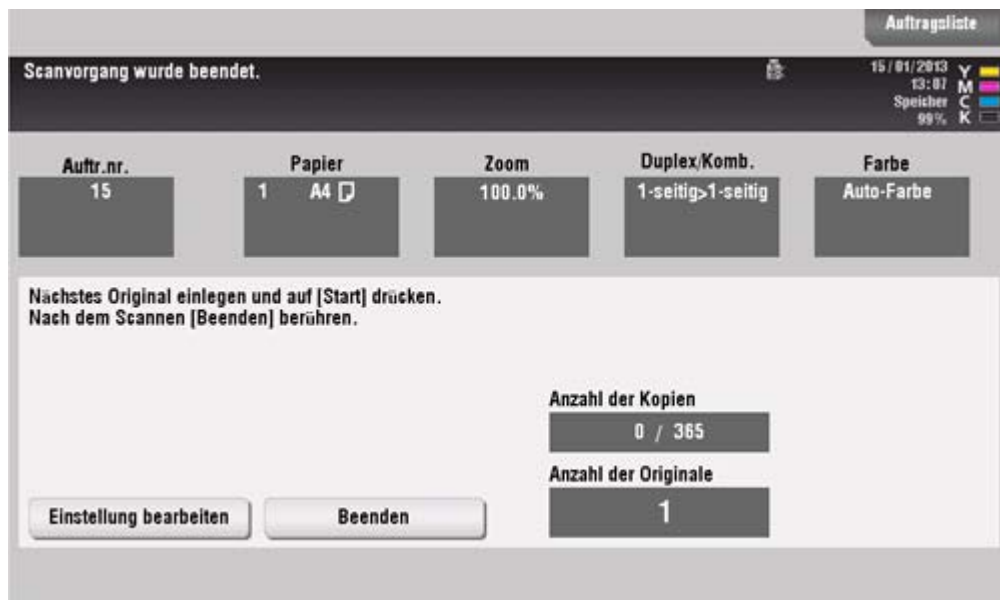 Auftragsliste
Scanvorgang wurde beendet.
15/01/2013
13:07
Speicher
99%
Y
M
C
K
Auftr.nr.
15
Papier
1 A4
Zoom
100.0%
Duplex/Komb.
1-seitig>1-seitig
Farbe
Auto-Farbe
Nächstes Original einlegen und auf [Start] drücken.
Nach dem Scannen [Beenden] berühren.
Anzahl der Kopien
0 / 365
Anzahl der Originale
1
Einstellung bearbeiten
Beenden